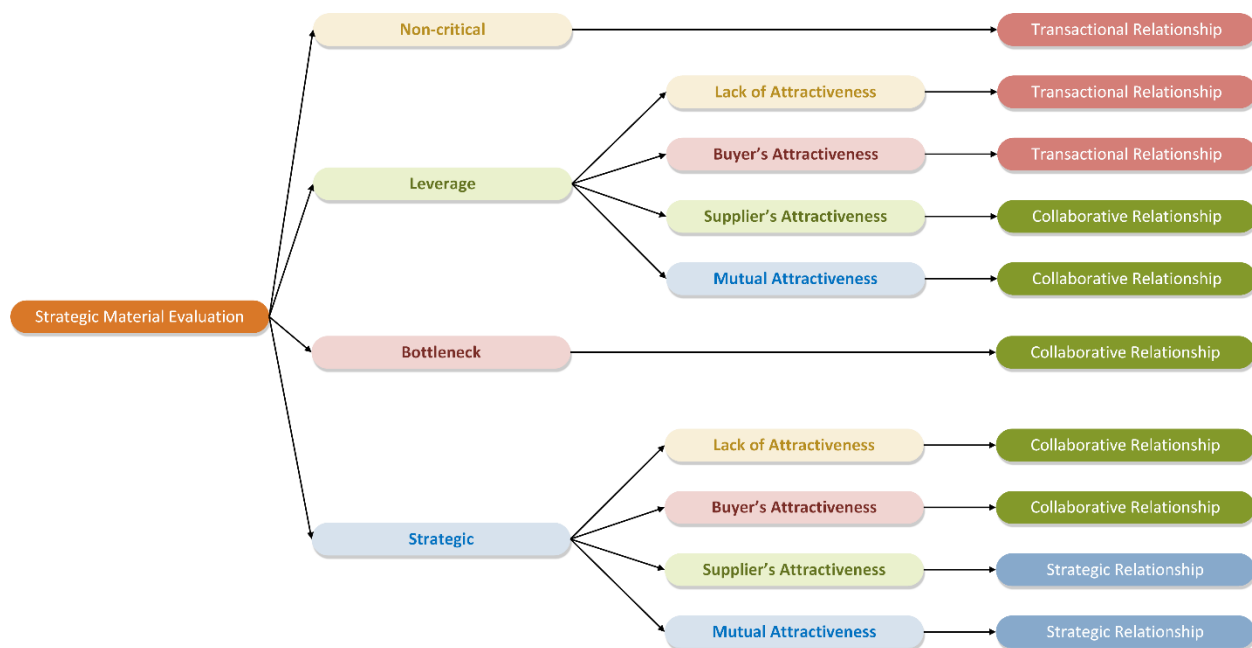 Non-critical
Transactional Relationship
Lack of Attractiveness
Transactional Relationship
Buyer's Attractiveness
Transactional Relationship
Leverage
Supplier's Attractiveness
Collaborative Relationship
Mutual Attractiveness
Collaborative Relationship
Strategic Material Evaluation
Bottleneck
Collaborative Relationship
Lack of Attractiveness
Collaborative Relationship
Buyer's Attractiveness
Collaborative Relationship
Strategic
Supplier's Attractiveness
Strategic Relationship
Mutual Attractiveness
Strategic Relationship